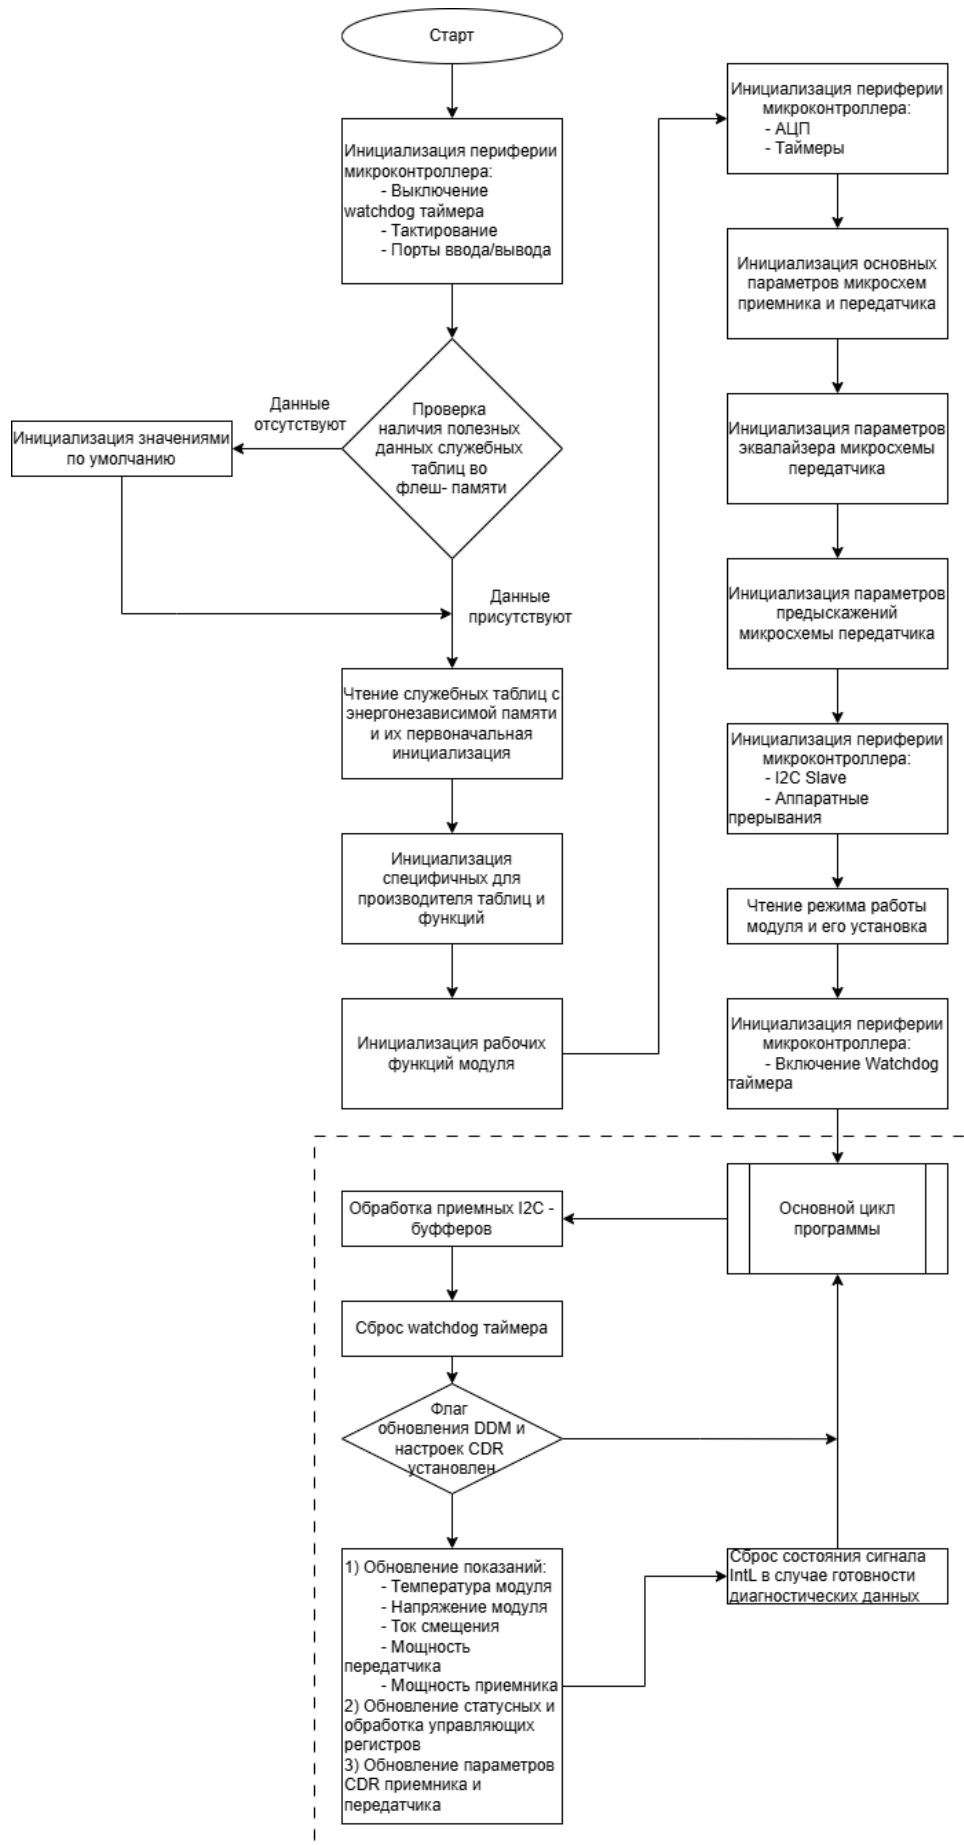 Старт
Инициализация периферии
микроконтроллера:
- Выключение
watchdog таймера
- Тактирование
- Порты ввода/вывода
Проверка
наличия полезных
данных служебных
таблиц во
флеш- памяти
Данные
отсутствуют
Инициализация значениями
по умолчанию
Данные
присутствуют
Чтение служебных таблиц с
энергонезависимой памяти
и их первоначальная
инициализация
Инициализация
специфичных для
производителя таблиц и
функций
Инициализация рабочих
функций модуля
Инициализация периферии
микроконтроллера:
- АЦП
- Таймеры
Инициализация основных
параметров микросхем
приемника и передатчика
Инициализация параметров
эквалайзера микросхемы
передатчика
Инициализация параметров
предыскажений
микросхемы передатчика
Инициализация периферии
микроконтроллера:
- I2C Slave
- Аппаратные
прерывания
Чтение режима работы
модуля и его установка
Инициализация периферии
микроконтроллера:
- Включение Watchdog
таймера
Основной цикл
программы
Обработка приемных I2C -
буфферов
Сброс watchdog таймера
Флаг
обновления DDM и
настроек CDR
установлен
1) Обновление показаний:
- Температура модуля
- Напряжение модуля
- Ток смещения
- Мощность
передатчика
- Мощность приемника
2) Обновление статусных и
обработка управляющих
регистров
3) Обновление параметров
CDR приемника и
передатчика
Сброс состояния сигнала
IntL в случае готовности
диагностических данных